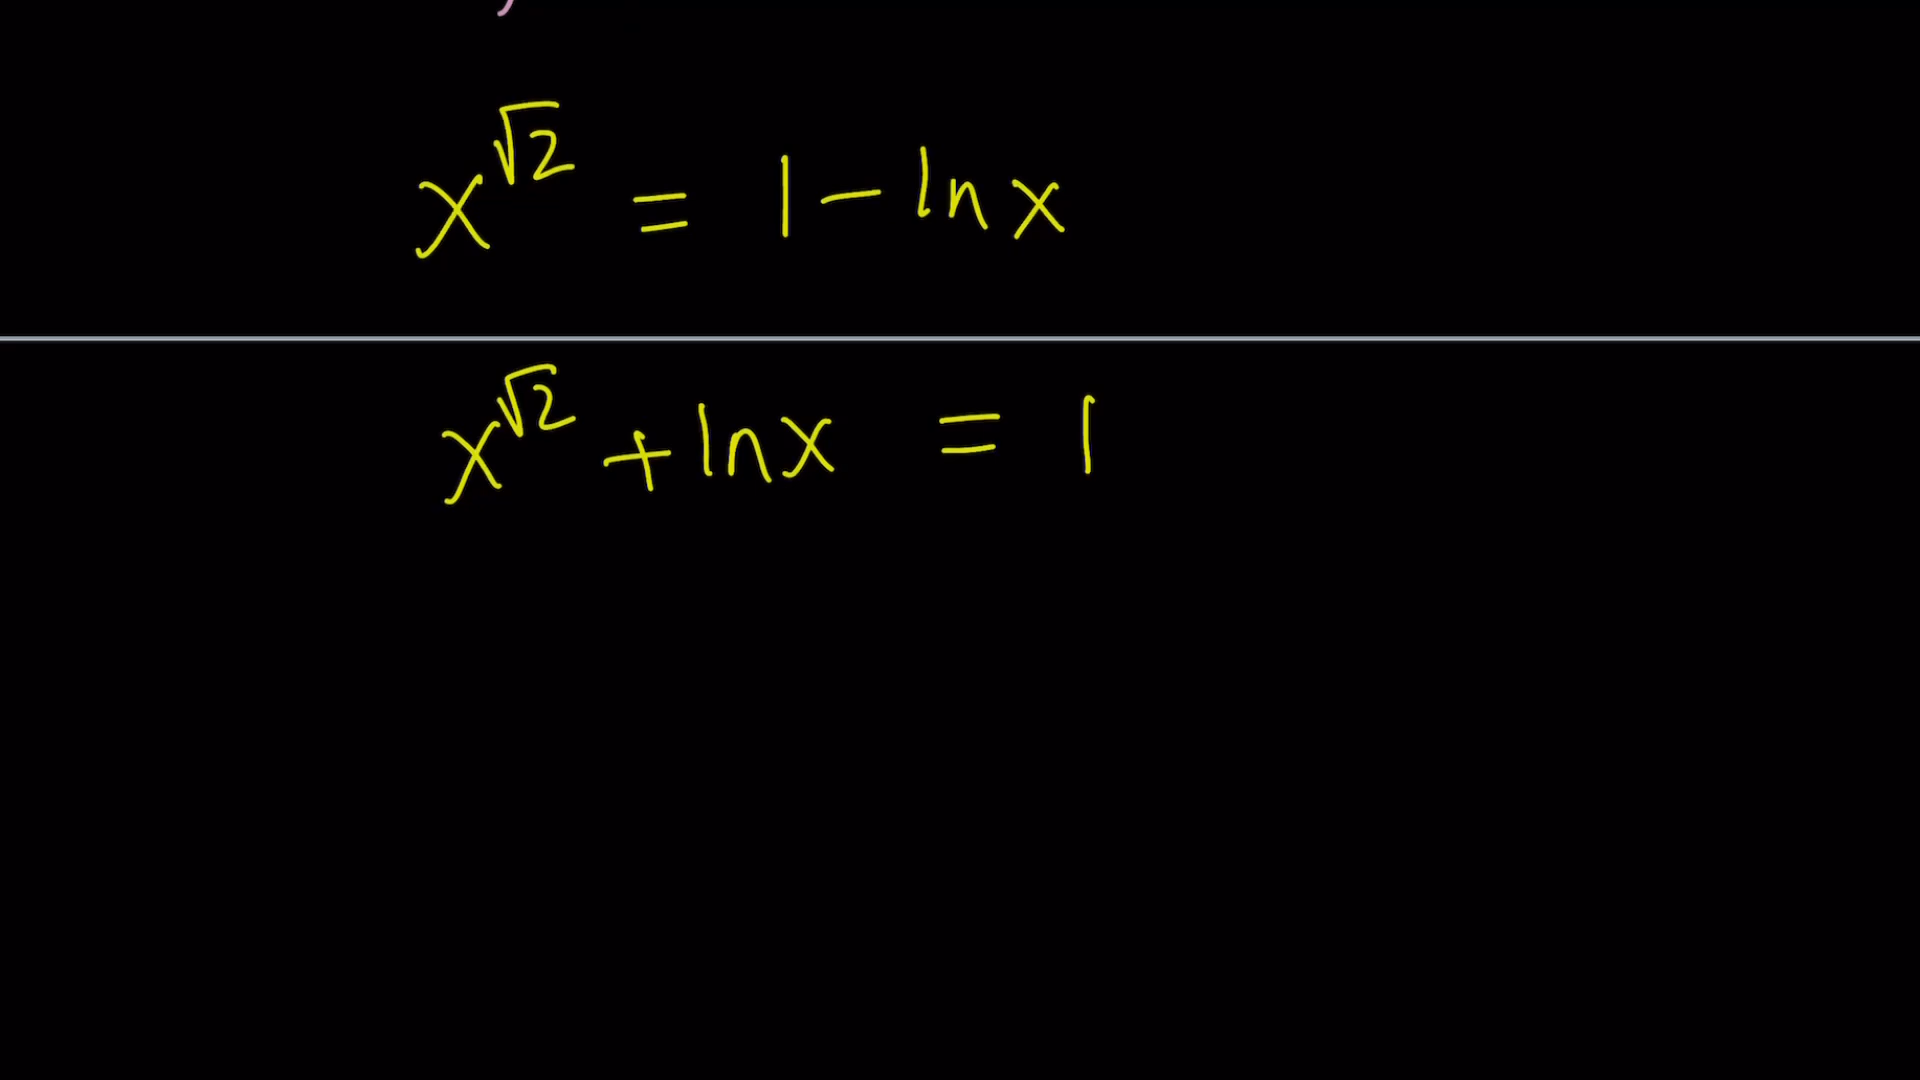 x^√2 = 1 - ln x
x^√2 + ln x = 1